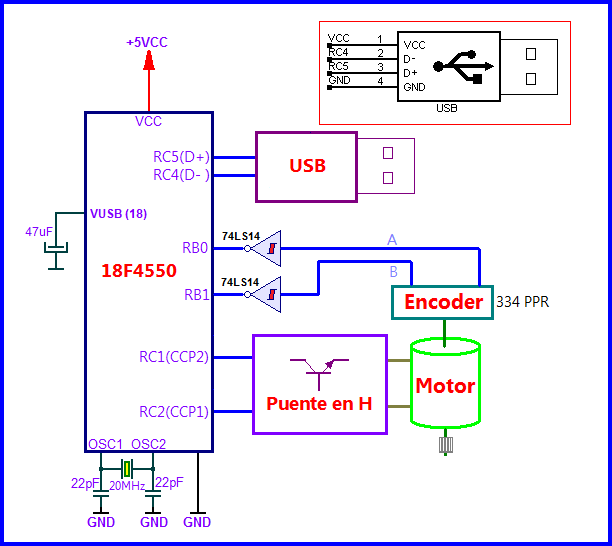 +5VCC
VCC
VCC 1 VCC
RC4 2 D-
RC5 3 D+
GND 4 GND
USB
RC5(D+)
RC4(D- )
USB
VUSB (18)
47uF
18F4550
RB0
74LS14
A
RB1
74LS14
B
Encoder
334 PPR
RC1(CCP2)
RC2(CCP1)
Puente en H
Motor
OSC1 OSC2
22pF
20MHz
22pF
GND
GND
GND